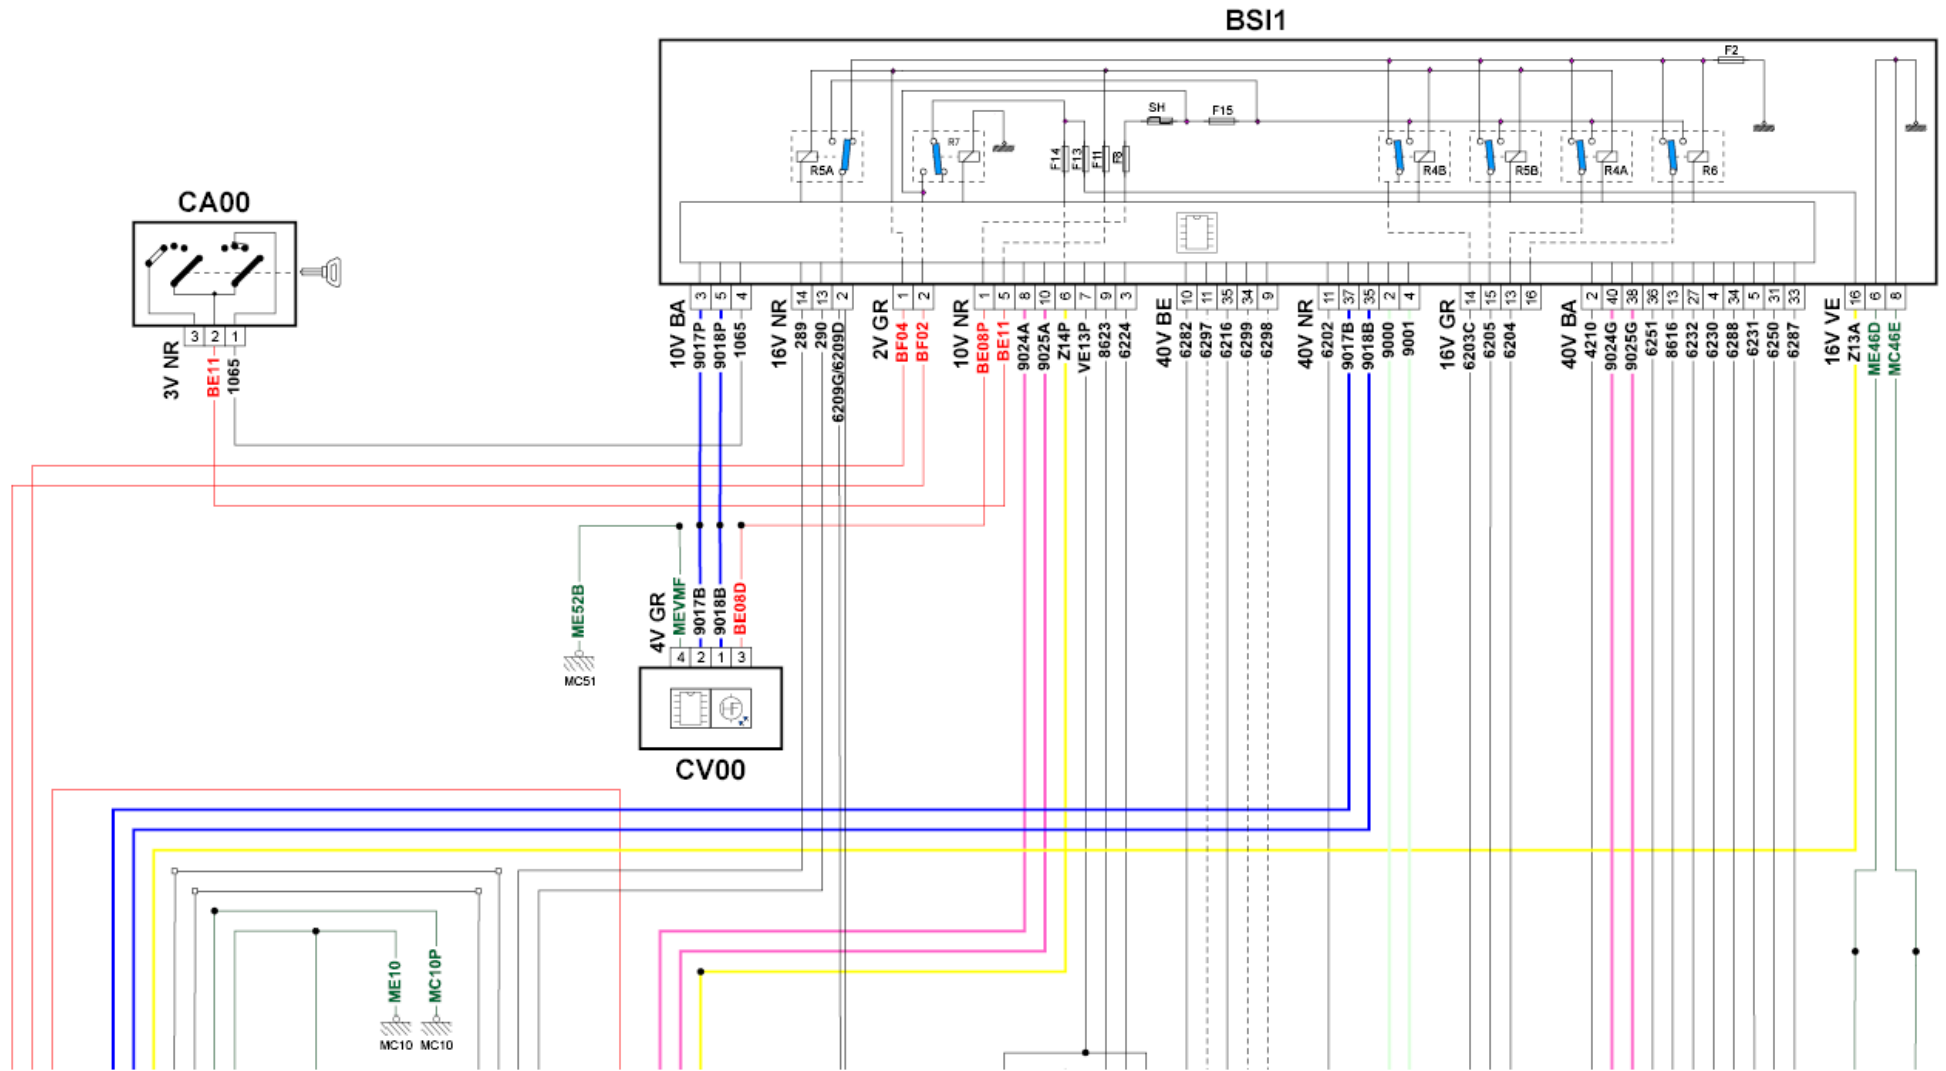 BSI1
F2
SH
F15
R5A
R7
F14
F13
F11
F8
R4B
R5B
R4A
R6
CA00
3 2 1
3V NR
BE11
1065
10V BA
3 5 4
9017P
9018P
1065
16V NR
14 13 2
289
290
6209G/6209D
2V GR
1 2
BF04
BF02
10V NR
1 5 8 10 6 7 9 3
BE08P
BE11
9024A
9025A
Z14P
VE13P
8623
6224
40V BE
10 11 35 34 9
6282
6297
6216
6299
6298
40V NR
11 37 35 2 4
6202
9017B
9018B
9000
9001
16V GR
14 15 13 16
6203C
6205
6204
40V BA
2 40 38 36 13 27 4 34 5 31 33
4210
9024G
9025G
6251
8616
6232
6230
6288
6231
6250
6287
16V VE
16 6 8
Z13A
ME46D
MC46E
ME52B
MC51
4V GR
MEVMF
9017B
9018B
BE08D
4 2 1 3
HF
CV00
ME10
MC10P
MC10 MC10